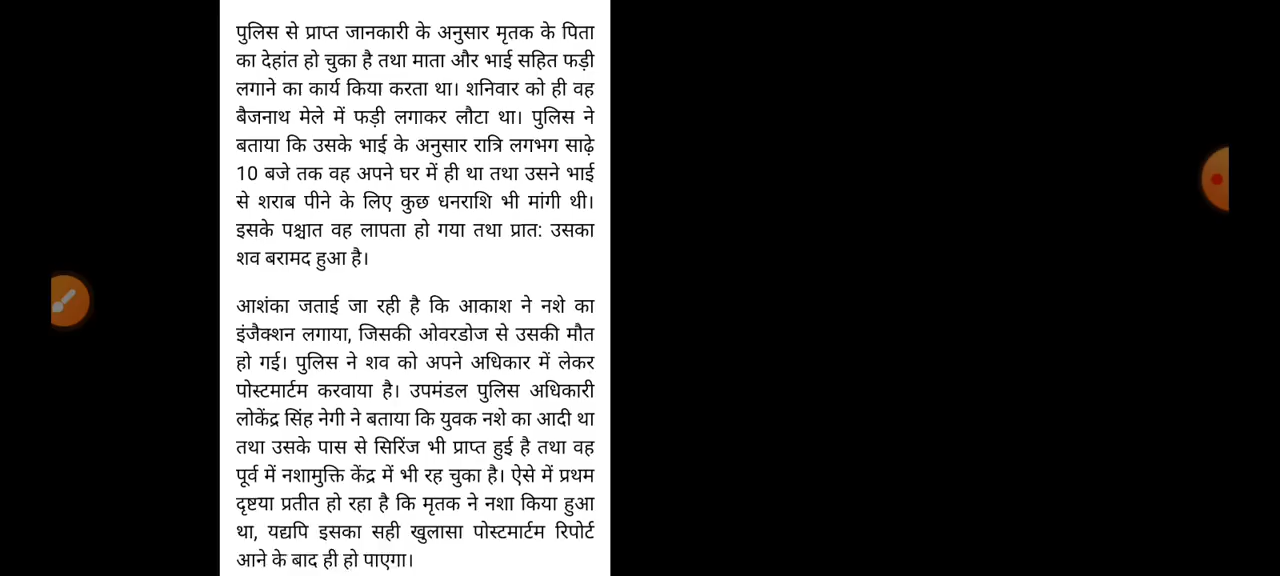 पुलिस से प्राप्त जानकारी के अनुसार मृतक के पिता
का देहांत हो चुका है तथा माता और भाई सहित फड़ी
लगाने का कार्य किया करता था। शनिवार को ही वह
बैजनाथ मेले में फड़ी लगाकर लौटा था। पुलिस ने
बताया कि उसके भाई के अनुसार रात्रि लगभग साढ़े
10 बजे तक वह अपने घर में ही था तथा उसने भाई
से शराब पीने के लिए कुछ धनराशि भी मांगी थी।
इसके पश्चात वह लापता हो गया तथा प्रात: उसका
शव बरामद हुआ है।
आशंका जताई जा रही है कि आकाश ने नशे का
इंजैक्शन लगाया, जिसकी ओवरडोज से उसकी मौत
हो गई। पुलिस ने शव को अपने अधिकार में लेकर
पोस्टमार्टम करवाया है। उपमंडल पुलिस अधिकारी
लोकेंद्र सिंह नेगी ने बताया कि युवक नशे का आदी था
तथा उसके पास से सिरिंज भी प्राप्त हुई है तथा वह
पूर्व में नशामुक्ति केंद्र में भी रह चुका है। ऐसे में प्रथम
दृष्टया प्रतीत हो रहा है कि मृतक ने नशा किया हुआ
था, यद्यपि इसका सही खुलासा पोस्टमार्टम रिपोर्ट
आने के बाद ही हो पाएगा।